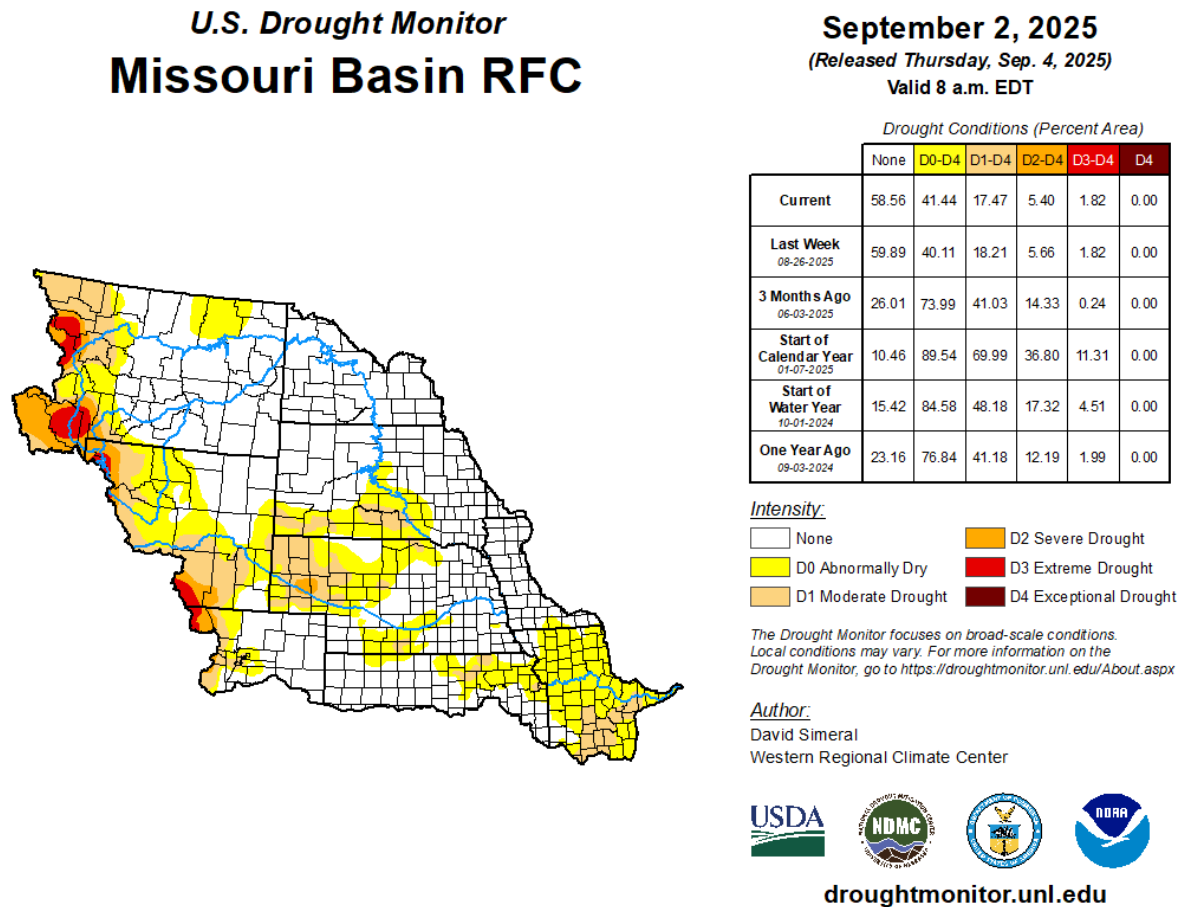 U.S. Drought Monitor
Missouri Basin RFC
September 2, 2025
(Released Thursday, Sep. 4, 2025)
Valid 8 a.m. EDT
Drought Conditions (Percent Area)
None D0-D4 D1-D4 D2-D4 D3-D4 D4
Current 58.56 41.44 17.47 5.40 1.82 0.00
Last Week
08-26-2025 59.89 40.11 18.21 5.66 1.82 0.00
3 Months Ago
06-03-2025 26.01 73.99 41.03 14.33 0.24 0.00
Start of
Calendar Year
01-07-2025 10.46 89.54 69.99 36.80 11.31 0.00
Start of
Water Year
10-01-2024 15.42 84.58 48.18 17.32 4.51 0.00
One Year Ago
09-03-2024 23.16 76.84 41.18 12.19 1.99 0.00
Intensity:
None
D0 Abnormally Dry
D1 Moderate Drought
D2 Severe Drought
D3 Extreme Drought
D4 Exceptional Drought
The Drought Monitor focuses on broad-scale conditions.
Local conditions may vary. For more information on the
Drought Monitor, go to https://droughtmonitor.unl.edu/About.aspx
Author:
David Simeral
Western Regional Climate Center
USDA
NDMC
NOAA
droughtmonitor.unl.edu